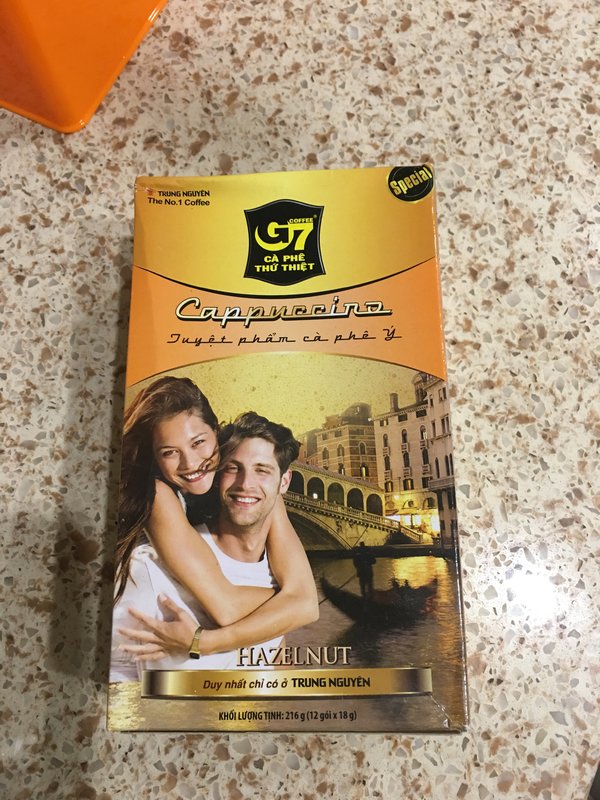 TRUNG NGUYÊN
The No.1 Coffee
Special
COFFEE
G7
CÀ PHÊ
THỨ THIỆT
Cappuccino
Tuyệt phẩm cà phê Ý
HAZELNUT
Duy nhất chỉ có ở TRUNG NGUYÊN
KHỐI LƯỢNG TỊNH: 216 g (12 gói x 18 g)